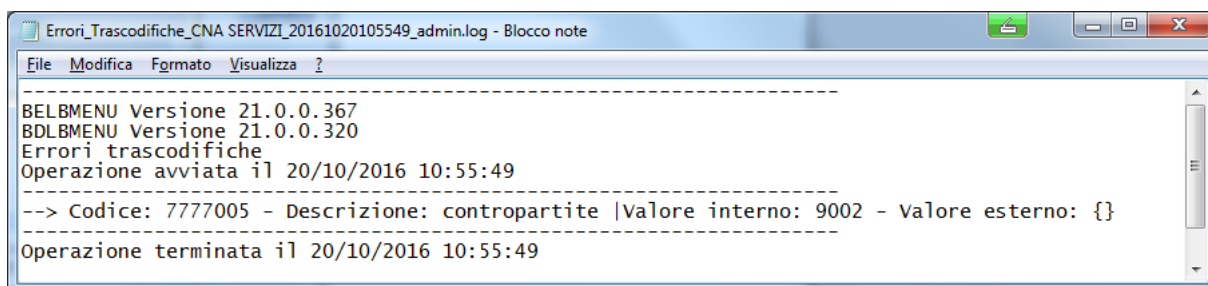 Errori_Trascodifiche_CNA SERVIZI_20161020105549_admin.log - Blocco note
File Modifica Formato Visualizza ?
--------------------------------------------------------------------
BELBMENU Versione 21.0.0.367
BDLBMENU Versione 21.0.0.320
Errori trascodifiche
Operazione avviata il 20/10/2016 10:55:49
--------------------------------------------------------------------
--> Codice: 7777005 - Descrizione: contropartite |Valore interno: 9002 - Valore esterno: {}
--------------------------------------------------------------------
Operazione terminata il 20/10/2016 10:55:49